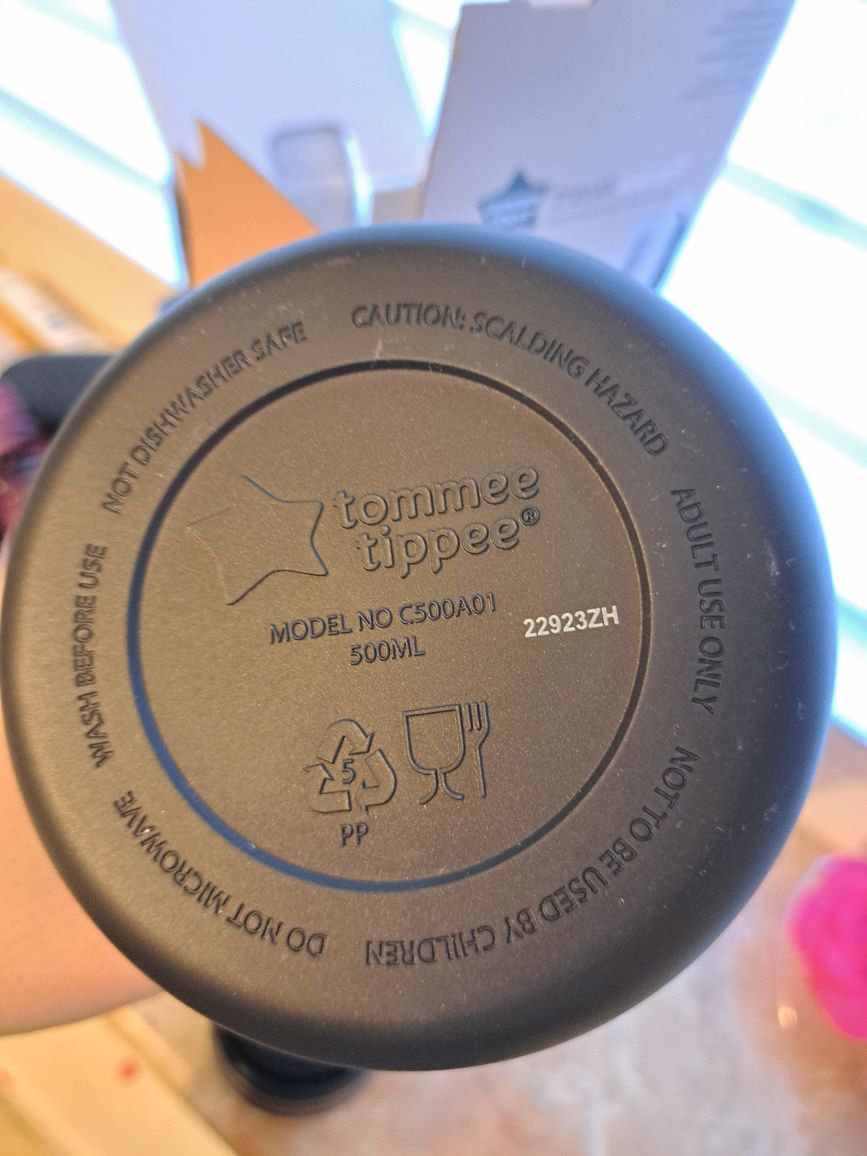 CAUTION: SCALDING HAZARD
ADULT USE ONLY
NOT TO BE USED BY CHILDREN
DO NOT MICROWAVE
WASH BEFORE USE
NOT DISHWASHER SAFE
tommee
tippee®
MODEL NO C500A01
500ML
22923ZH
5
PP